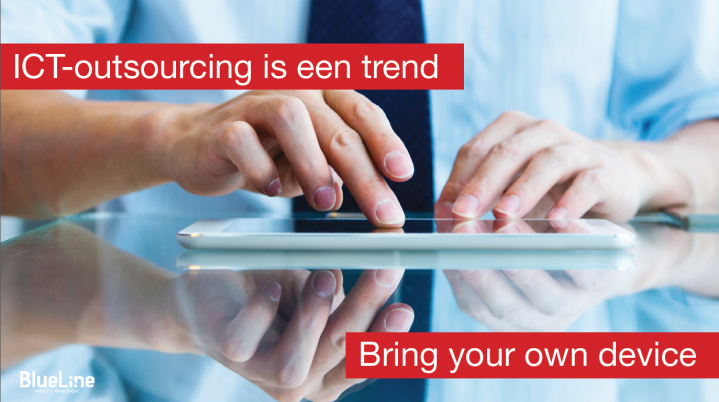 ICT-outsourcing is een trend
Bring your own device
BlueLine